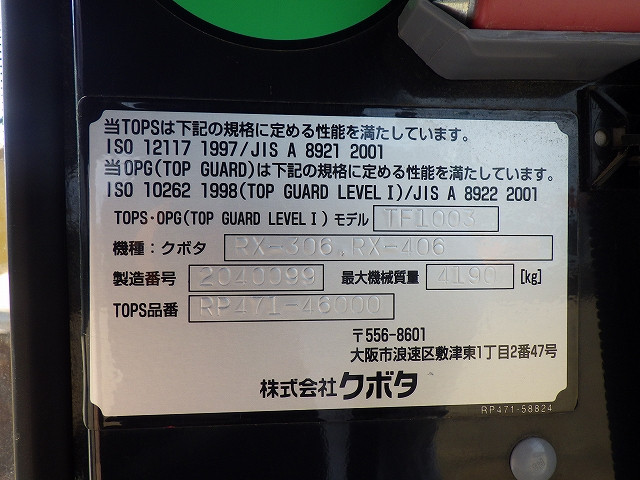 当TOPSは下記の規格に定める性能を満たしています。
ISO 12117 1997/JIS A 8921 2001
当OPG(TOP GUARD)は下記の規格に定める性能を満たしています。
ISO 10262 1998(TOP GUARD LEVEL I)/JIS A 8922 2001
TOPS・OPG(TOP GUARD LEVEL I) モデル TF1003
機種:クボタ RX-306,RX-406
製造番号 2040099 最大機械質量 4190 [kg]
TOPS品番 RP471-46000
〒556-8601
大阪市浪速区敷津東1丁目2番47号
株式会社クボタ
RP471-58824